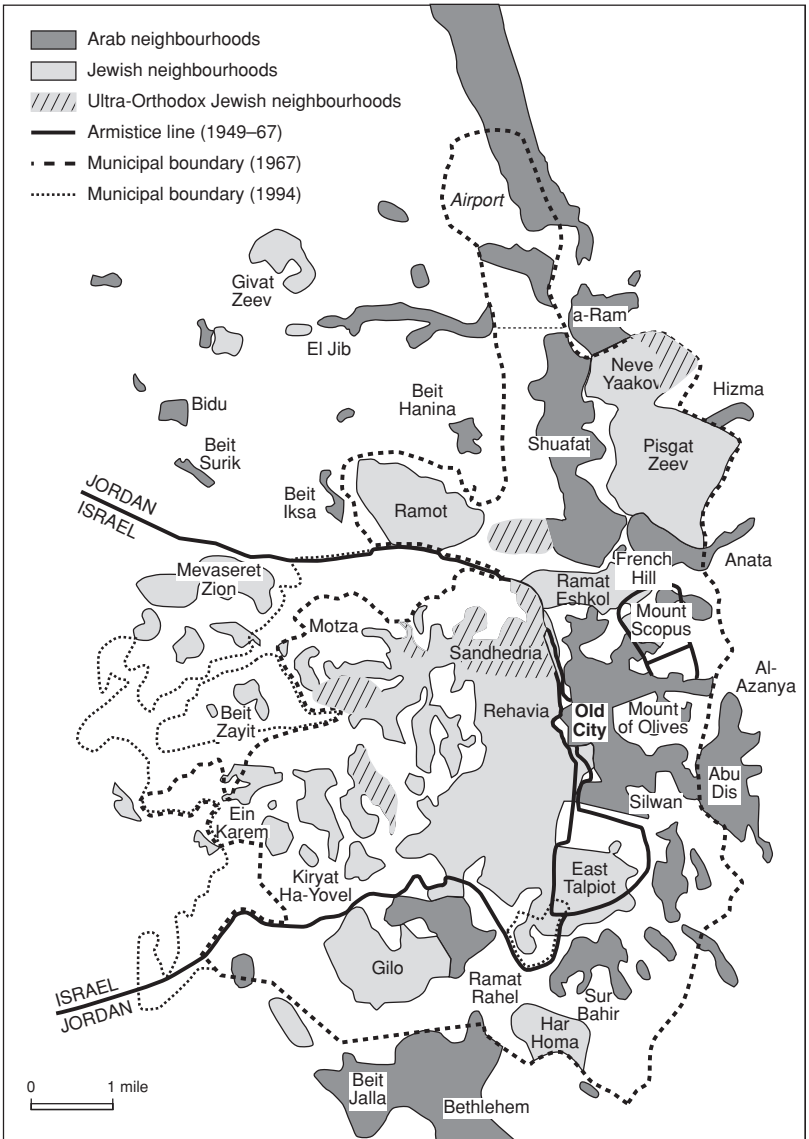 Arab neighbourhoods
Jewish neighbourhoods
Ultra-Orthodox Jewish neighbourhoods
Armistice line (1949–67)
Municipal boundary (1967)
Municipal boundary (1994)
Airport
Givat
Zeev
a-Ram
El Jib
Neve
Yaakov
Hizma
Bidu
Beit
Hanina
Beit
Surik
Shuafat
Pisgat
Zeev
JORDAN
ISRAEL
Beit
Iksa
Ramot
Anata
French
Hill
Mevaseret
Zion
Ramat
Eshkol
Mount
Scopus
Motza
Sandhedria
Al-
Azanya
Beit
Zayit
Rehavia
Old
City
Mount
of Olives
Abu
Dis
Silwan
Ein
Karem
Kiryat
Ha-Yovel
East
Talpiot
Gilo
ISRAEL
JORDAN
Ramat
Rahel
Sur
Bahir
Har
Homa
0 1 mile
Beit
Jalla
Bethlehem